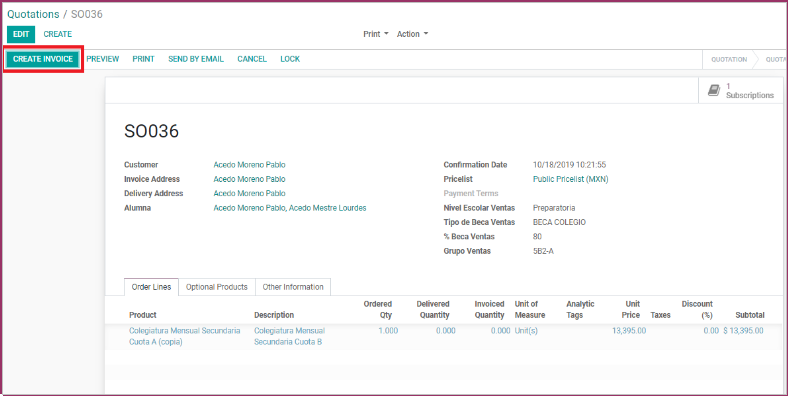 Quotations / SO036
EDIT CREATE Print Action
CREATE INVOICE PREVIEW PRINT SEND BY EMAIL CANCEL LOCK QUOTATION QUOTA
1
Subscriptions
SO036
Customer Acedo Moreno Pablo Confirmation Date 10/18/2019 10:21:55
Invoice Address Acedo Moreno Pablo Pricelist Public Pricelist (MXN)
Delivery Address Acedo Moreno Pablo Payment Terms
Alumna Acedo Moreno Pablo, Acedo Mestre Lourdes Nivel Escolar Ventas Preparatoria
Tipo de Beca Ventas BECA COLEGIO
% Beca Ventas 80
Grupo Ventas 5B2-A
Order Lines Optional Products Other Information
Ordered Delivered Invoiced Unit of Analytic Unit Discount
Product Description Qty Quantity Quantity Measure Tags Price Taxes (%) Subtotal
Colegiatura Mensual Secundaria Colegiatura Mensual 1.000 0.000 0.000 Unit(s) 13,395.00 0.00 $ 13,395.00
Cuota A (copia) Secundaria Cuota B